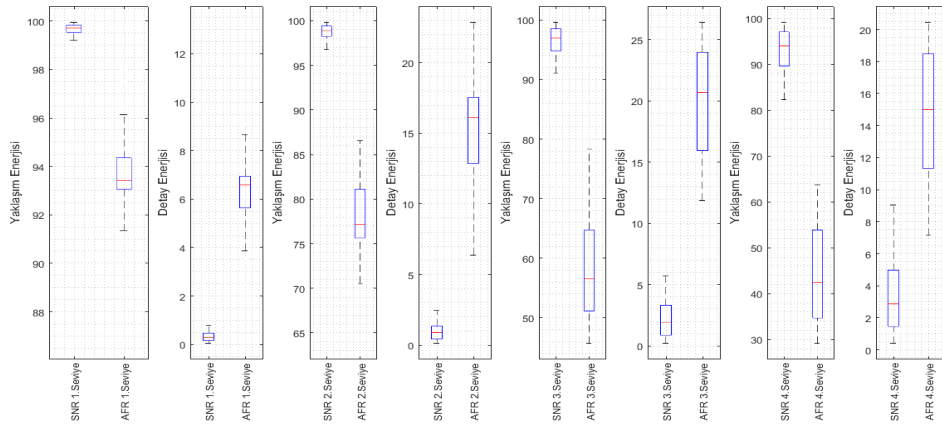 Yaklaşım Enerjisi
100
98
96
94
92
90
88
SNR 1.Seviye
AFR 1.Seviye
Detay Enerjisi
12
10
8
6
4
2
0
SNR 1.Seviye
AFR 1.Seviye
Yaklaşım Enerjisi
100
95
90
85
80
75
70
65
SNR 2.Seviye
AFR 2.Seviye
Detay Enerjisi
20
15
10
5
0
SNR 2.Seviye
AFR 2.Seviye
Yaklaşım Enerjisi
100
90
80
70
60
50
SNR 3.Seviye
AFR 3.Seviye
Detay Enerjisi
25
20
15
10
5
0
SNR 3.Seviye
AFR 3.Seviye
Yaklaşım Enerjisi
100
90
80
70
60
50
40
30
SNR 4.Seviye
AFR 4.Seviye
Detay Enerjisi
20
18
16
14
12
10
8
6
4
2
0
SNR 4.Seviye
AFR 4.Seviye